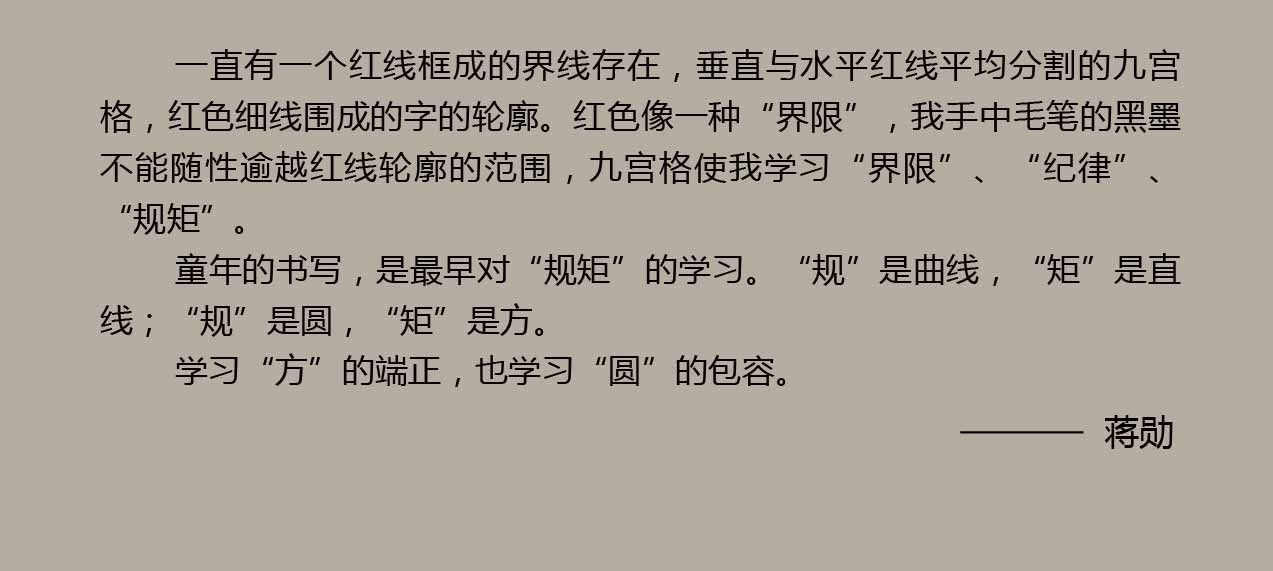 一直有一个红线框成的界线存在，垂直与水平红线平均分割的九宫
格，红色细线围成的字的轮廓。红色像一种“界限”，我手中毛笔的黑墨
不能随性逾越红线轮廓的范围，九宫格使我学习“界限”、“纪律”、
“规矩”。
童年的书写，是最早对“规矩”的学习。“规”是曲线，“矩”是直
线；“规”是圆，“矩”是方。
学习“方”的端正，也学习“圆”的包容。
——— 蒋勋